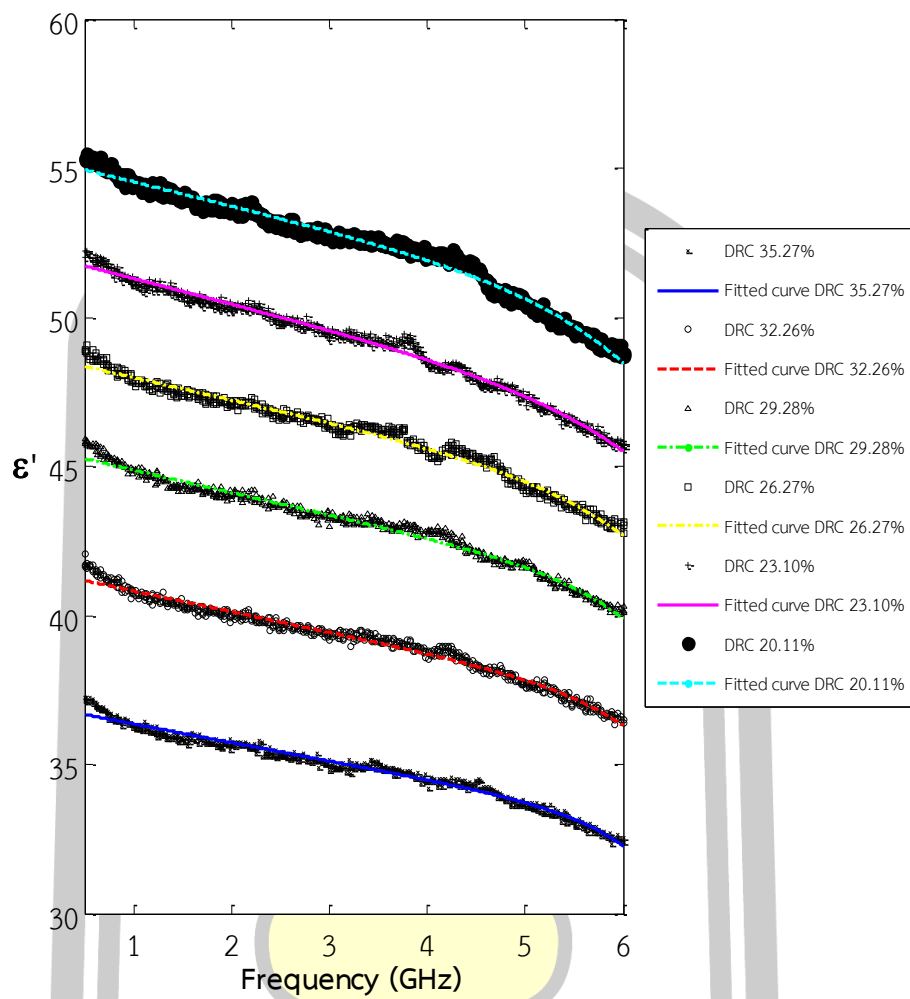 60
55
50
45
40
35
30
ε'
1 2 3 4 5 6
Frequency (GHz)
DRC 35.27%
Fitted curve DRC 35.27%
DRC 32.26%
Fitted curve DRC 32.26%
DRC 29.28%
Fitted curve DRC 29.28%
DRC 26.27%
Fitted curve DRC 26.27%
DRC 23.10%
Fitted curve DRC 23.10%
DRC 20.11%
Fitted curve DRC 20.11%